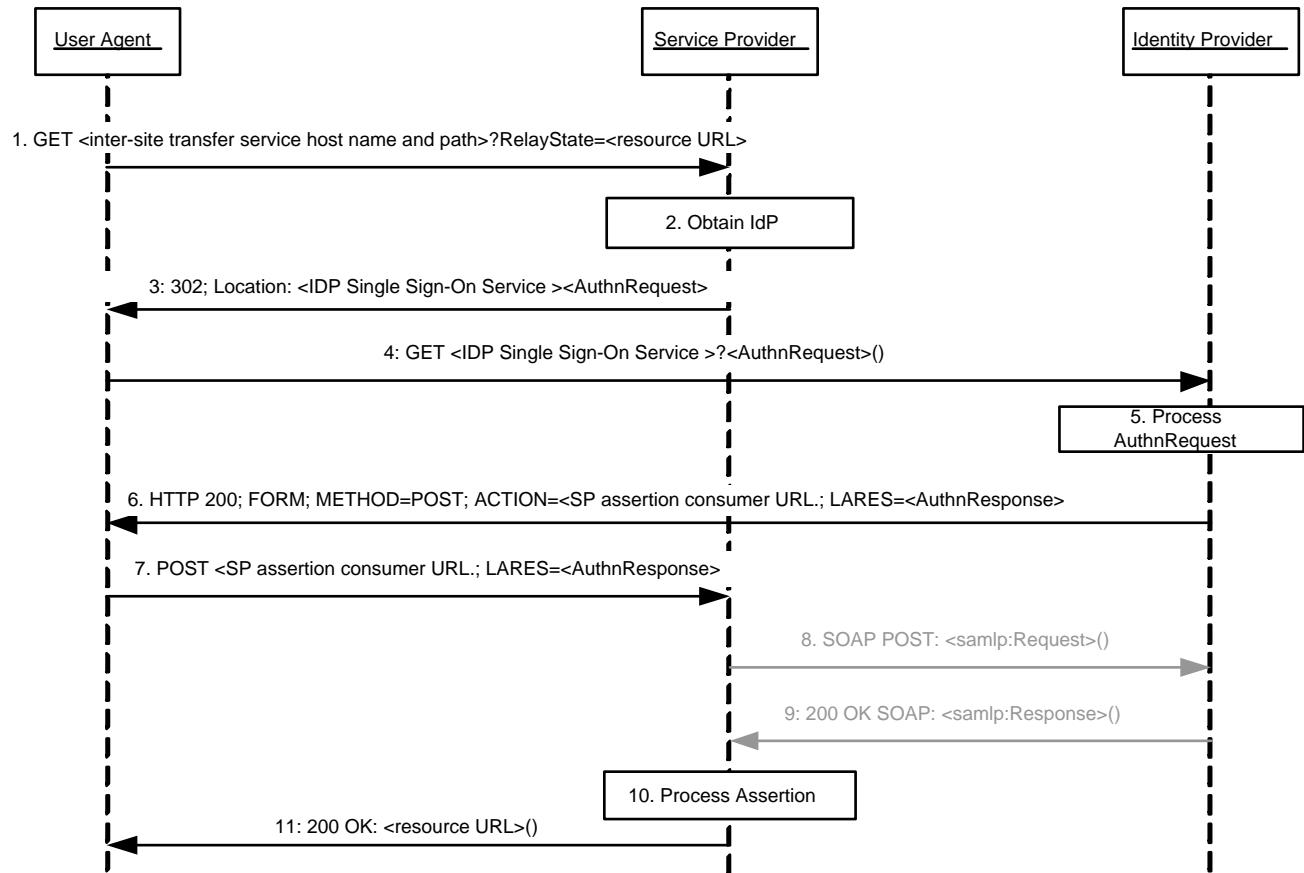 User Agent
Service Provider
Identity Provider
1. GET <inter-site transfer service host name and path>?RelayState=<resource URL>
2. Obtain IdP
3: 302; Location: <IDP Single Sign-On Service ><AuthnRequest>
4: GET <IDP Single Sign-On Service >?<AuthnRequest>()
5. Process
AuthnRequest
6. HTTP 200; FORM; METHOD=POST; ACTION=<SP assertion consumer URL.; LARES=<AuthnResponse>
7. POST <SP assertion consumer URL.; LARES=<AuthnResponse>
8. SOAP POST: <samlp:Request>()
9: 200 OK SOAP: <samlp:Response>()
10. Process Assertion
11: 200 OK: <resource URL>()